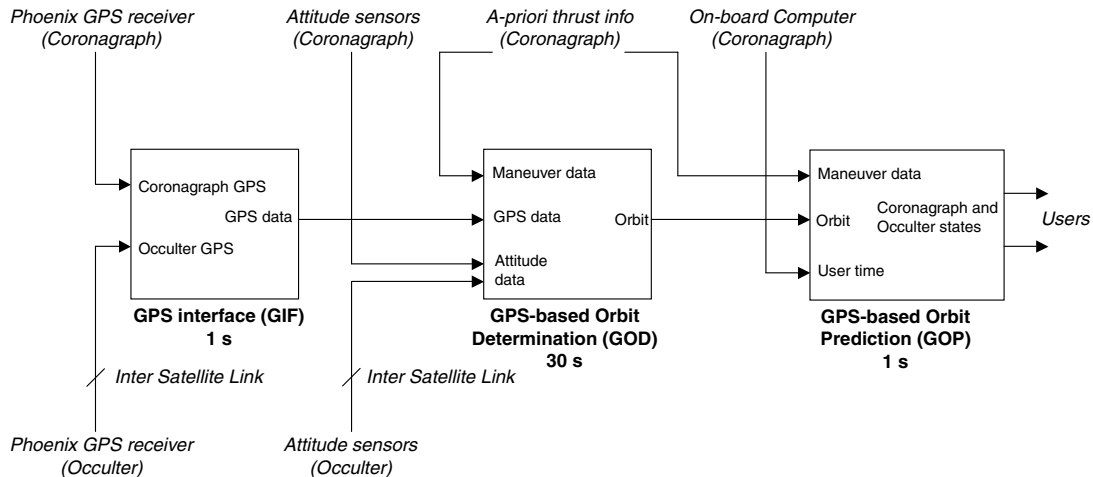 Phoenix GPS receiver
(Coronagraph)
Attitude sensors
(Coronagraph)
A-priori thrust info
(Coronagraph)
On-board Computer
(Coronagraph)
Coronagraph GPS
GPS data
Occulter GPS
GPS interface (GIF)
1 s
Maneuver data
GPS data
Orbit
Attitude
data
GPS-based Orbit
Determination (GOD)
30 s
Maneuver data
Orbit
Coronagraph and
Occulter states
User time
GPS-based Orbit
Prediction (GOP)
1 s
Users
Inter Satellite Link
Inter Satellite Link
Phoenix GPS receiver
(Occulter)
Attitude sensors
(Occulter)